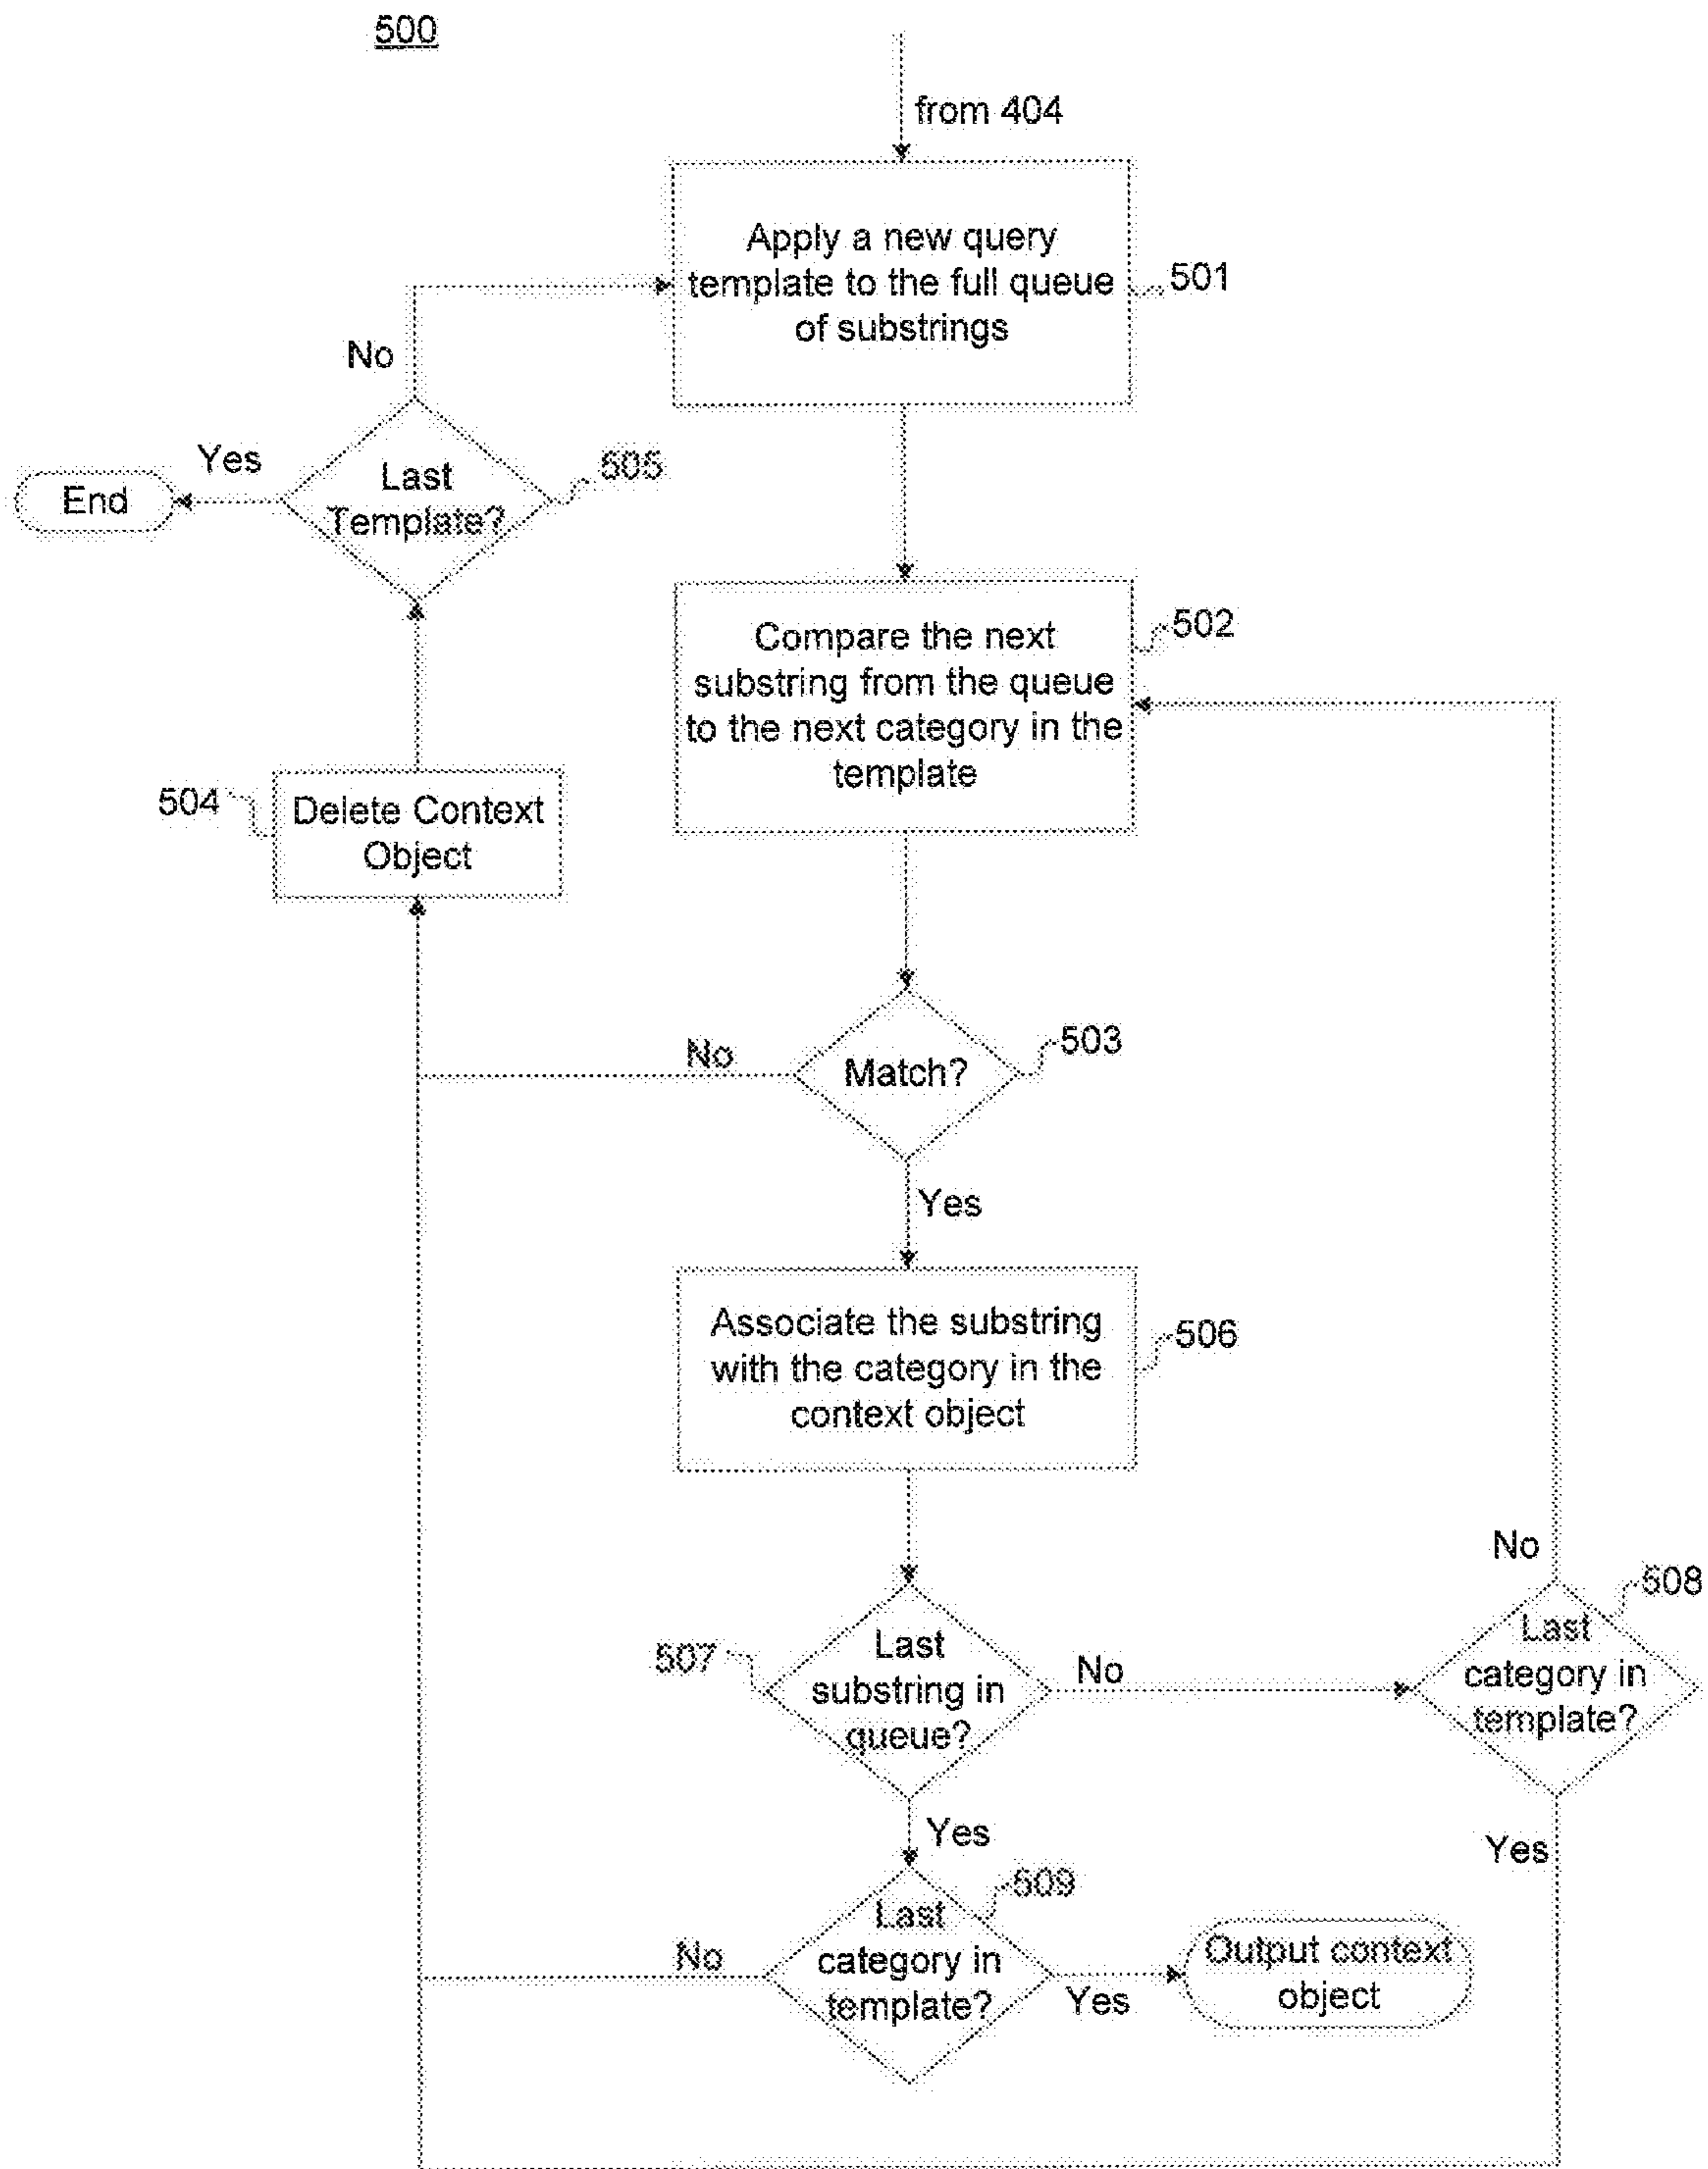 500
from 404
Apply a new query
template to the full queue
of substrings
501
No
Yes
End
Last
Template?
505
Compare the next
substring from the queue
to the next category in the
template
502
504
Delete Context
Object
No
Match?
503
Yes
Associate the substring
with the category in the
context object
506
No
508
507
Last
substring in
queue?
No
Last
category in
template?
Yes
Yes
509
No
Last
category in
template?
Yes
Output context
object